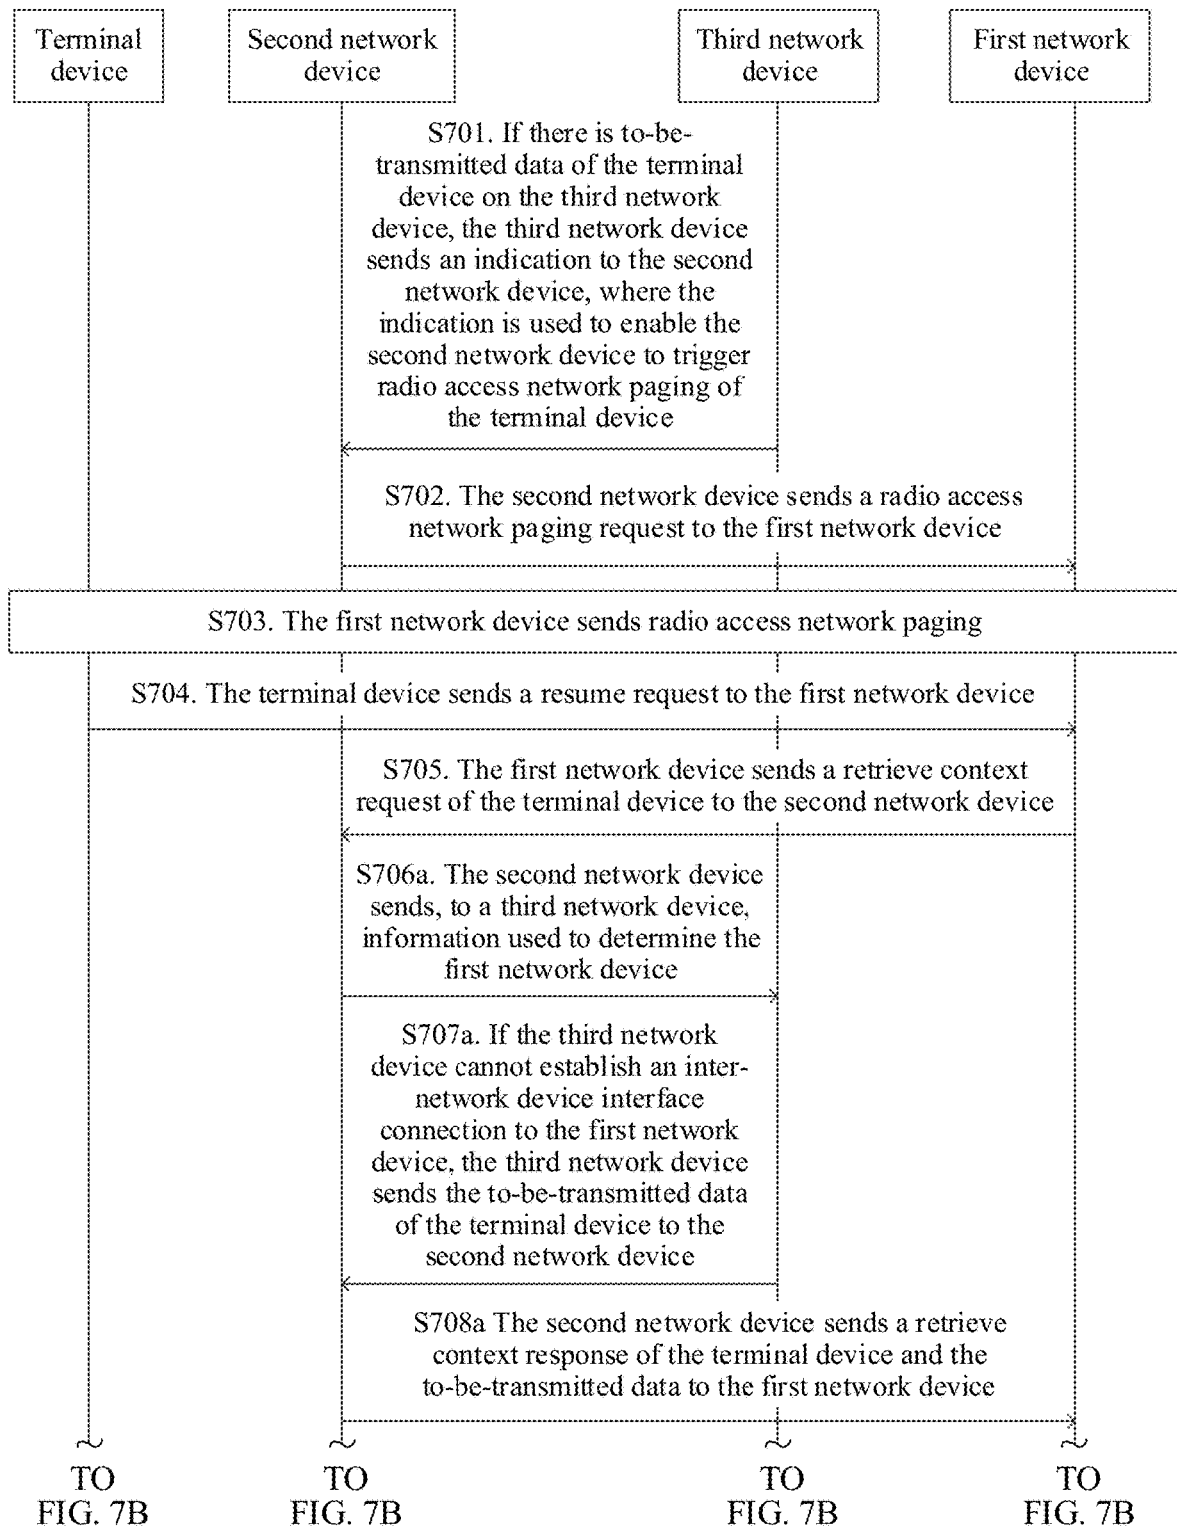 Terminal
device
Second network
device
Third network
device
First network
device
S701. If there is to-be-
transmitted data of the terminal
device on the third network
device, the third network device
sends an indication to the second
network device, where the
indication is used to enable the
second network device to trigger
radio access network paging of
the terminal device
S702. The second network device sends a radio access
network paging request to the first network device
S703. The first network device sends radio access network paging
S704. The terminal device sends a resume request to the first network device
S705. The first network device sends a retrieve context
request of the terminal device to the second network device
S706a. The second network device
sends, to a third network device,
information used to determine the
first network device
S707a. If the third network
device cannot establish an inter-
network device interface
connection to the first network
device, the third network device
sends the to-be-transmitted data
of the terminal device to the
second network device
S708a The second network device sends a retrieve
context response of the terminal device and the
to-be-transmitted data to the first network device
TO
FIG. 7B
TO
FIG. 7B
TO
FIG. 7B
TO
FIG. 7B